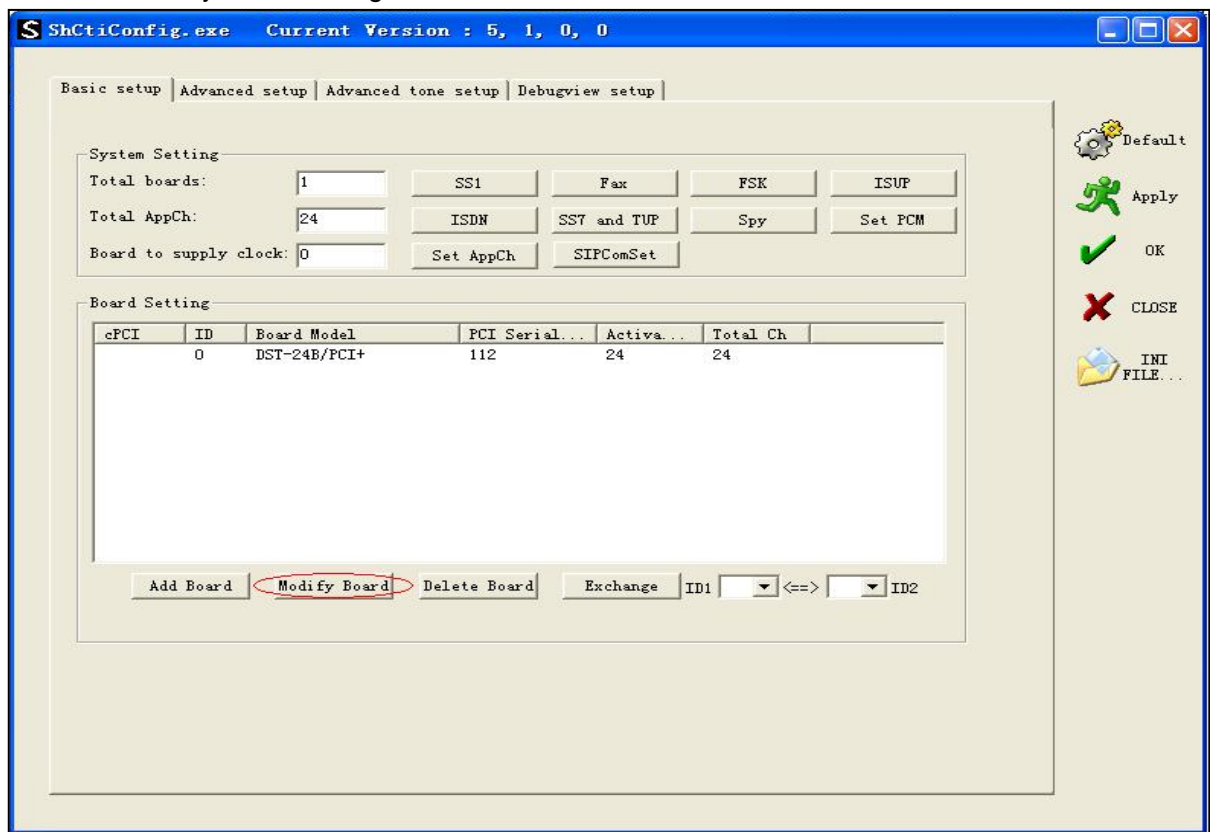 S ShCtiConfig.exe Current Version : 5, 1, 0, 0
Basic setup Advanced setup Advanced tone setup Debugview setup
Default
Apply
OK
CLOSE
INI
FILE...
System Setting
Total boards: 1 SS1 Fax FSK ISUP
Total AppCh: 24 ISDN SS7 and TUP Spy Set PCM
Board to supply clock: 0 Set AppCh SIPComSet
Board Setting
cPCI ID Board Model PCI Serial... Activa... Total Ch
0 DST-24B/PCI+ 112 24 24
Add Board Modify Board Delete Board Exchange ID1 <==> ID2